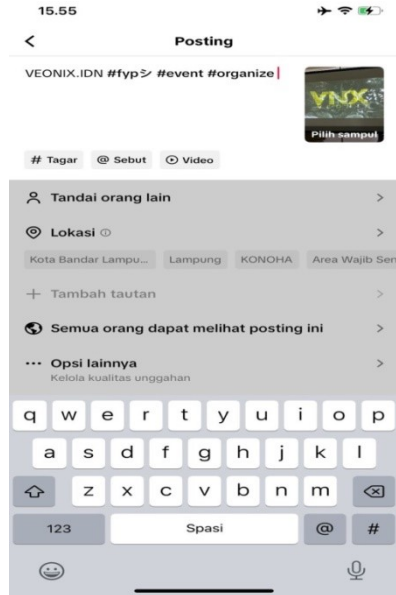 15.55
Posting
VEONIX.IDN #fypシ #event #organize
VNX
Pilih sampul
# Tagar @ Sebut Video
Tandai orang lain
Lokasi
Kota Bandar Lampu... Lampung KONOHA Area Wajib Sen
+ Tambah tautan
Semua orang dapat melihat posting ini
Opsi lainnya
Kelola kualitas unggahan
q w e r t y u i o p
a s d f g h j k l
z x c v b n m
123 Spasi @ #